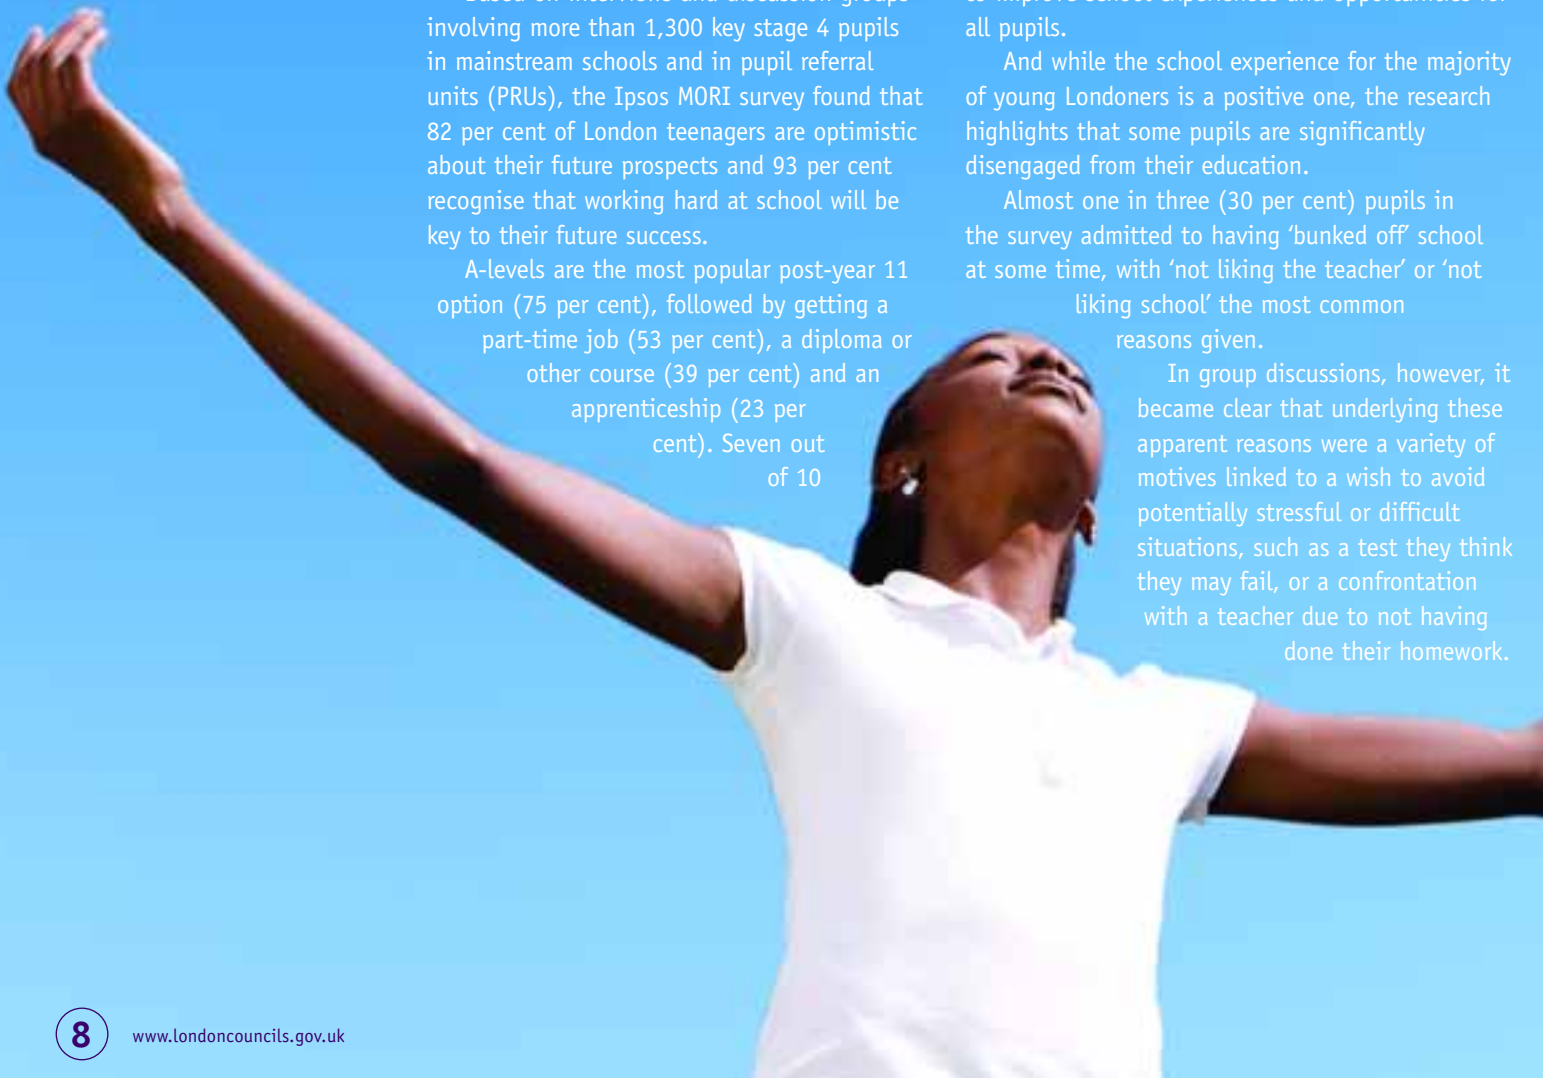 involving more than 1,300 key stage 4 pupils
in mainstream schools and in pupil referral
units (PRUs), the Ipsos MORI survey found that
82 per cent of London teenagers are optimistic
about their future prospects and 93 per cent
recognise that working hard at school will be
key to their future success.
A-levels are the most popular post-year 11
option (75 per cent), followed by getting a
part-time job (53 per cent), a diploma or
other course (39 per cent) and an
apprenticeship (23 per
cent). Seven out
of 10
all pupils.
And while the school experience for the majority
of young Londoners is a positive one, the research
highlights that some pupils are significantly
disengaged from their education.
Almost one in three (30 per cent) pupils in
the survey admitted to having ‘bunked off’ school
at some time, with ‘not liking the teacher’ or ‘not
liking school’ the most common
reasons given.
In group discussions, however, it
became clear that underlying these
apparent reasons were a variety of
motives linked to a wish to avoid
potentially stressful or difficult
situations, such as a test they think
they may fail, or a confrontation
with a teacher due to not having
done their homework.
8
www.londoncouncils.gov.uk